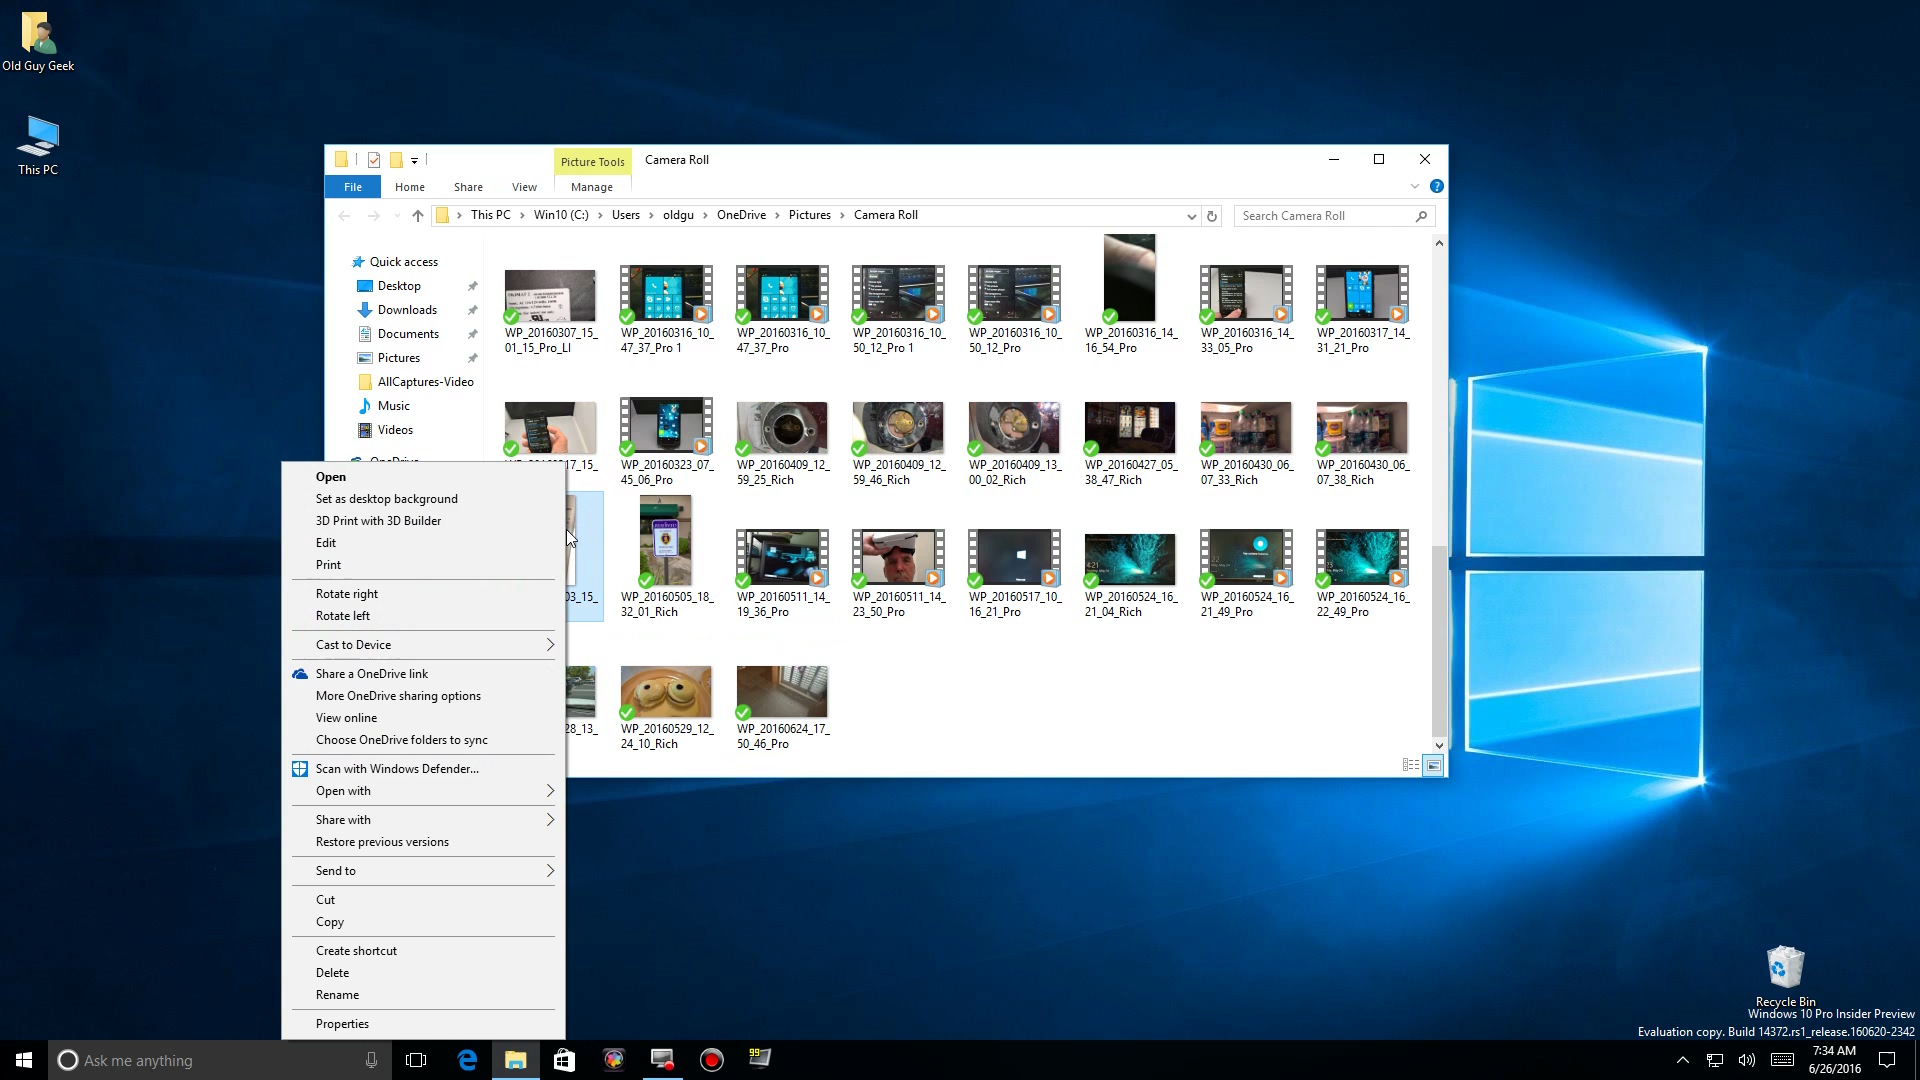 Old Guy Geek
This PC
Picture Tools
Camera Roll
File
Home
Share
View
Manage
This PC
Win10 (C:)
Users
oldgu
OneDrive
Pictures
Camera Roll
Search Camera Roll
Quick access
Desktop
Downloads
Documents
Pictures
AllCaptures-Video
Music
Videos
OneDrive
WP_20160307_15_
01_15_Pro_LI
WP_20160316_10_
47_37_Pro 1
WP_20160316_10_
47_37_Pro
WP_20160316_10_
50_12_Pro 1
WP_20160316_10_
50_12_Pro
WP_20160316_14_
16_54_Pro
WP_20160316_14_
33_05_Pro
WP_20160317_14_
31_21_Pro
WP_20160323_07_
45_06_Pro
WP_20160409_12_
59_25_Rich
WP_20160409_12_
59_46_Rich
WP_20160409_13_
00_02_Rich
WP_20160427_05_
38_47_Rich
WP_20160430_06_
07_33_Rich
WP_20160430_06_
07_38_Rich
03_15_
WP_20160505_18_
32_01_Rich
WP_20160511_14_
19_36_Pro
WP_20160511_14_
23_50_Pro
WP_20160517_10_
16_21_Pro
WP_20160524_16_
21_04_Rich
WP_20160524_16_
21_49_Pro
WP_20160524_16_
22_49_Pro
28_13_
WP_20160529_12_
24_10_Rich
WP_20160624_17_
50_46_Pro
Open
Set as desktop background
3D Print with 3D Builder
Edit
Print
Rotate right
Rotate left
Cast to Device
Share a OneDrive link
More OneDrive sharing options
View online
Choose OneDrive folders to sync
Scan with Windows Defender...
Open with
Share with
Restore previous versions
Send to
Cut
Copy
Create shortcut
Delete
Rename
Properties
Recycle Bin
Windows 10 Pro Insider Preview
Evaluation copy. Build 14372.rs1_release.160620-2342
Ask me anything
99
7:34 AM
6/26/2016